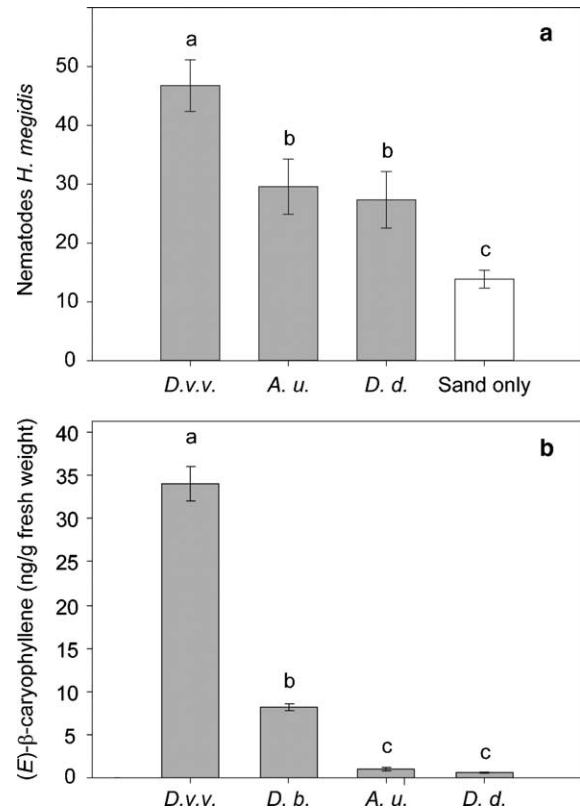 a
50
40
30
20
10
0
Nematodes H. megidis
a
b
b
c
D.v.v. A. u. D. d. Sand only
b
40
35
30
25
20
15
10
5
0
(E)-β-caryophyllene (ng/g fresh weight)
a
b
c
c
D.v.v. D. b. A. u. D. d.